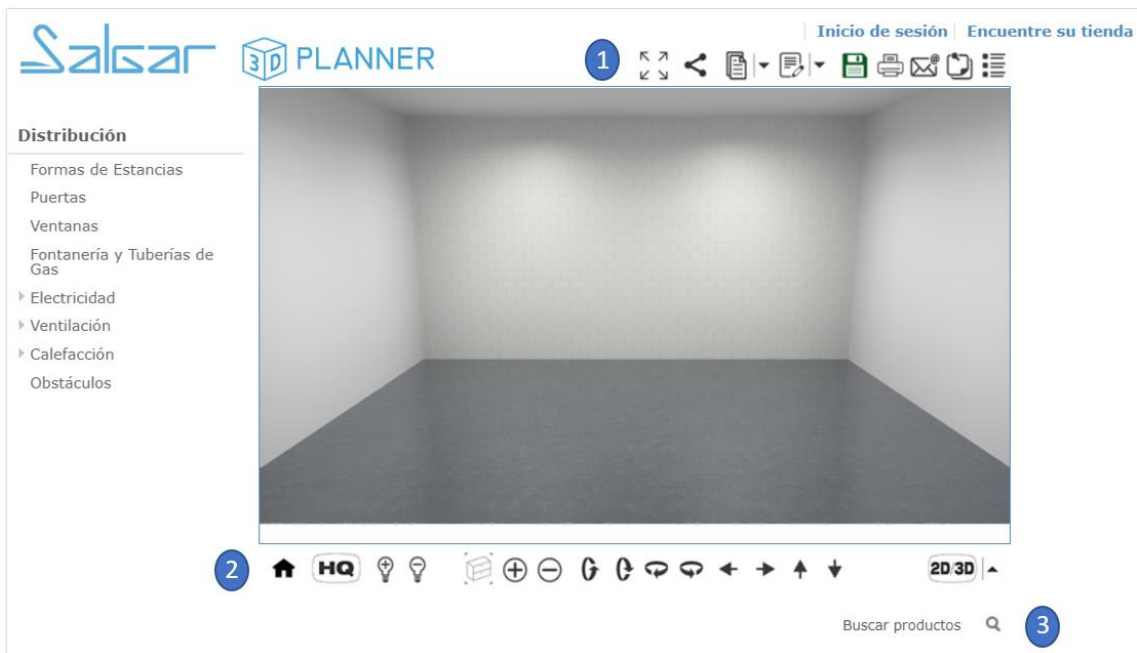 Inicio de sesión Encuentre su tienda
Salgar 3D PLANNER
1
Distribución
Formas de Estancias
Puertas
Ventanas
Fontanería y Tuberías de
Gas
Electricidad
Ventilación
Calefacción
Obstáculos
2 HQ 2D/3D
Buscar productos 3